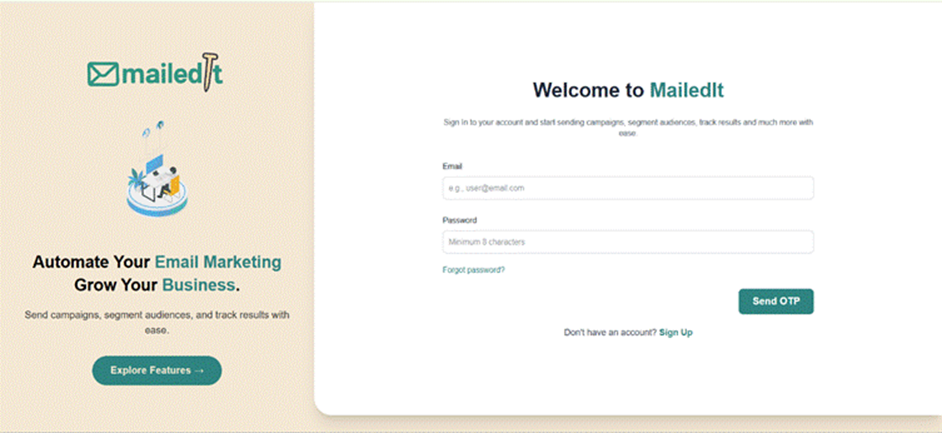 mailedIt
Automate Your Email Marketing
Grow Your Business.
Send campaigns, segment audiences, and track results with
ease.
Explore Features →
Welcome to MailedIt
Sign in to your account and start sending campaigns, segment audiences, track results and much more with
ease.
Email
e.g., user@email.com
Password
Minimum 8 characters
Forgot password?
Send OTP
Don't have an account? Sign Up